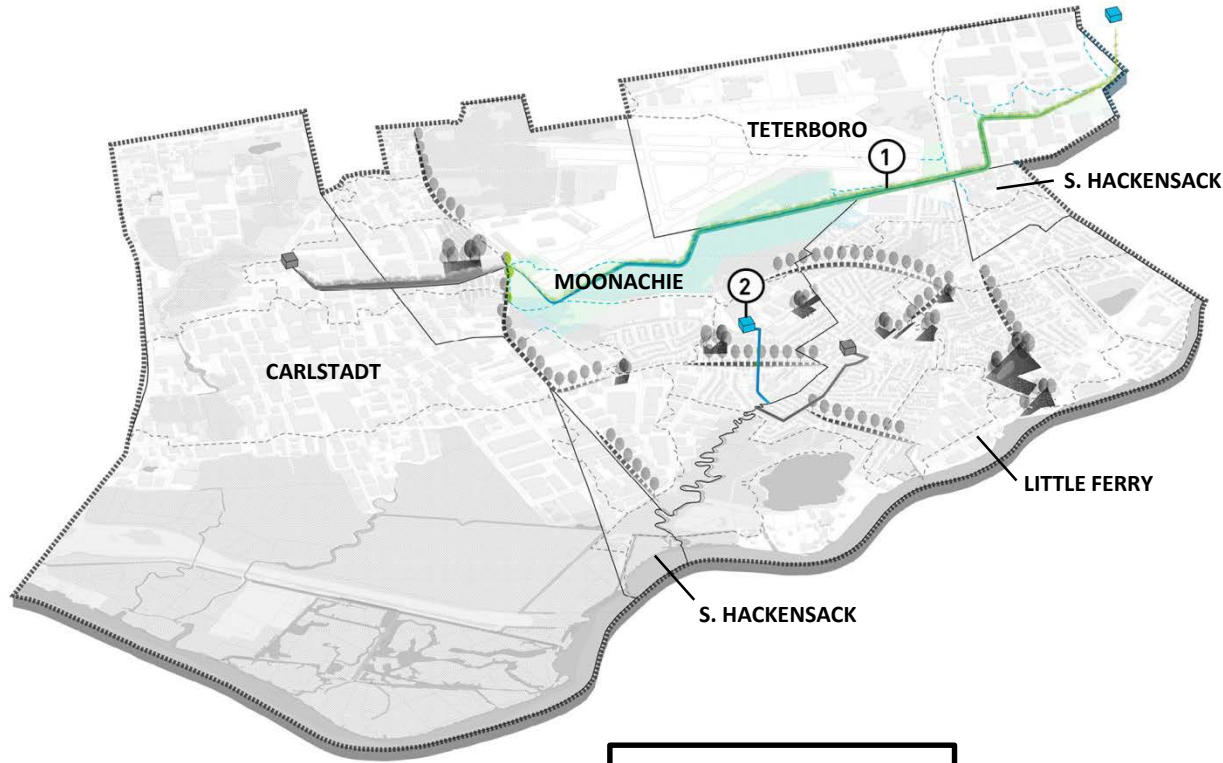 TETERBORO
1
S. HACKENSACK
MOONACHIE
2
CARLSTADT
LITTLE FERRY
S. HACKENSACK